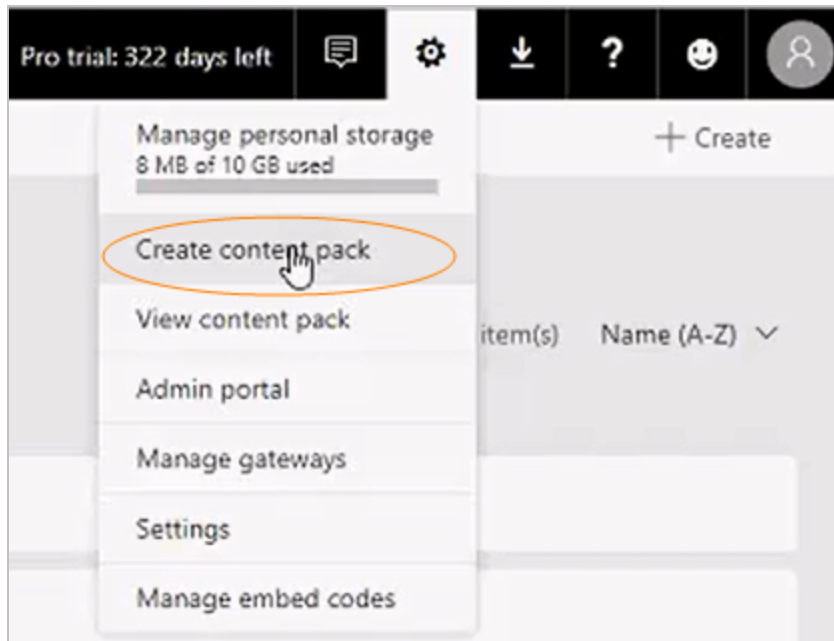 Pro trial: 322 days left
?
Manage personal storage
8 MB of 10 GB used
+ Create
Create content pack
View content pack
item(s) Name (A-Z)
Admin portal
Manage gateways
Settings
Manage embed codes